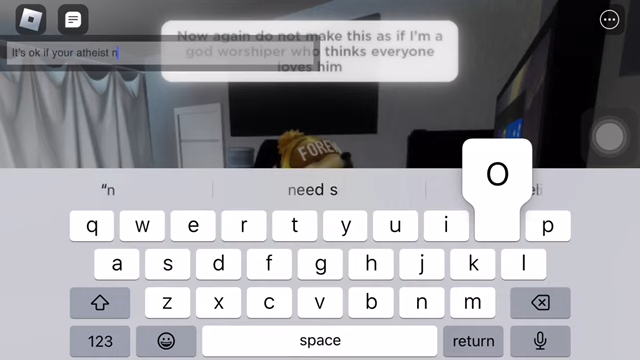 Now again do not make this as if I'm a
god worshiper who thinks everyone
loves him
It's ok if your atheist n
FORE
"n
need s
O
q w e r t y u i p
a s d f g h j k l
z x c v b n m
123 space return